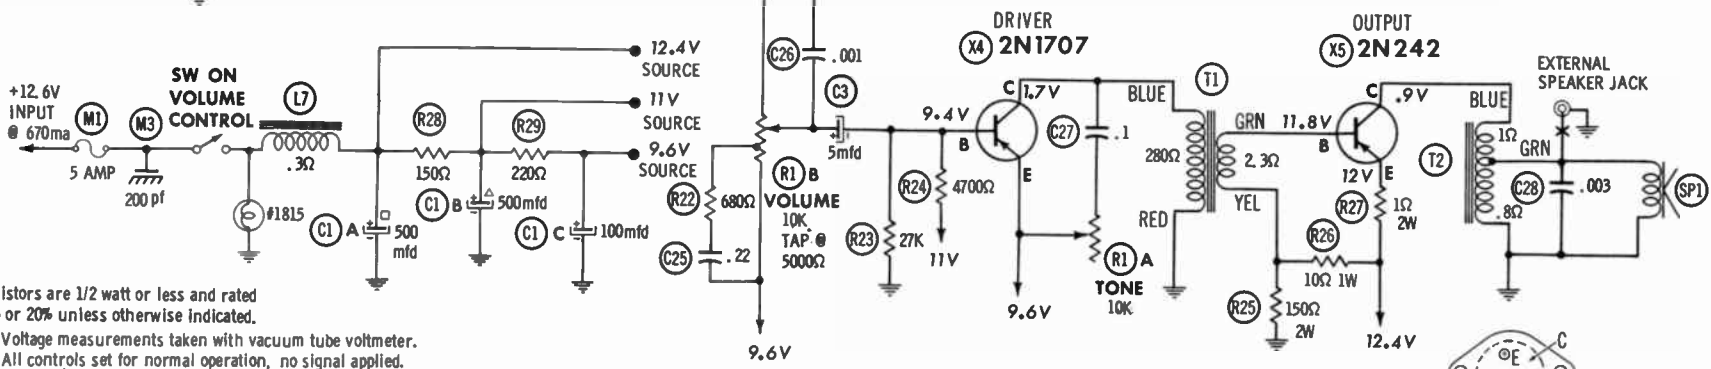 +12.6V
INPUT
@ 670ma
M1
5 AMP
M3
200 pf
SW ON
VOLUME
CONTROL
L7
.3Ω
#1815
12.4V
SOURCE
11V
SOURCE
9.6V
SOURCE
R28
150Ω
R29
220Ω
C1 A
500
mfd
C1 B
500mfd
C1 C
100mfd
istors are 1/2 watt or less and rated
or 20% unless otherwise indicated.
Voltage measurements taken with vacuum tube voltmeter.
All controls set for normal operation, no signal applied.
C26
.001
C3
5mfd
R22
680Ω
C25
.22
R1 B
VOLUME
10K
TAP @
5000Ω
9.6V
DRIVER
X4 2N1707
9.4V
B
C
1.7V
E
R24
4700Ω
R23
27K
11V
9.6V
C27
.1
R1 A
TONE
10K
BLUE
280Ω
RED
T1
GRN
2.3Ω
YEL
11.8V
OUTPUT
X5 2N242
C
.9V
B
12V
E
R27
1Ω
2W
R26
10Ω 1W
R25
150Ω
2W
12.4V
BLUE
1Ω
T2
GRN
.8Ω
EXTERNAL
SPEAKER JACK
C28
.003
SP1
E
C